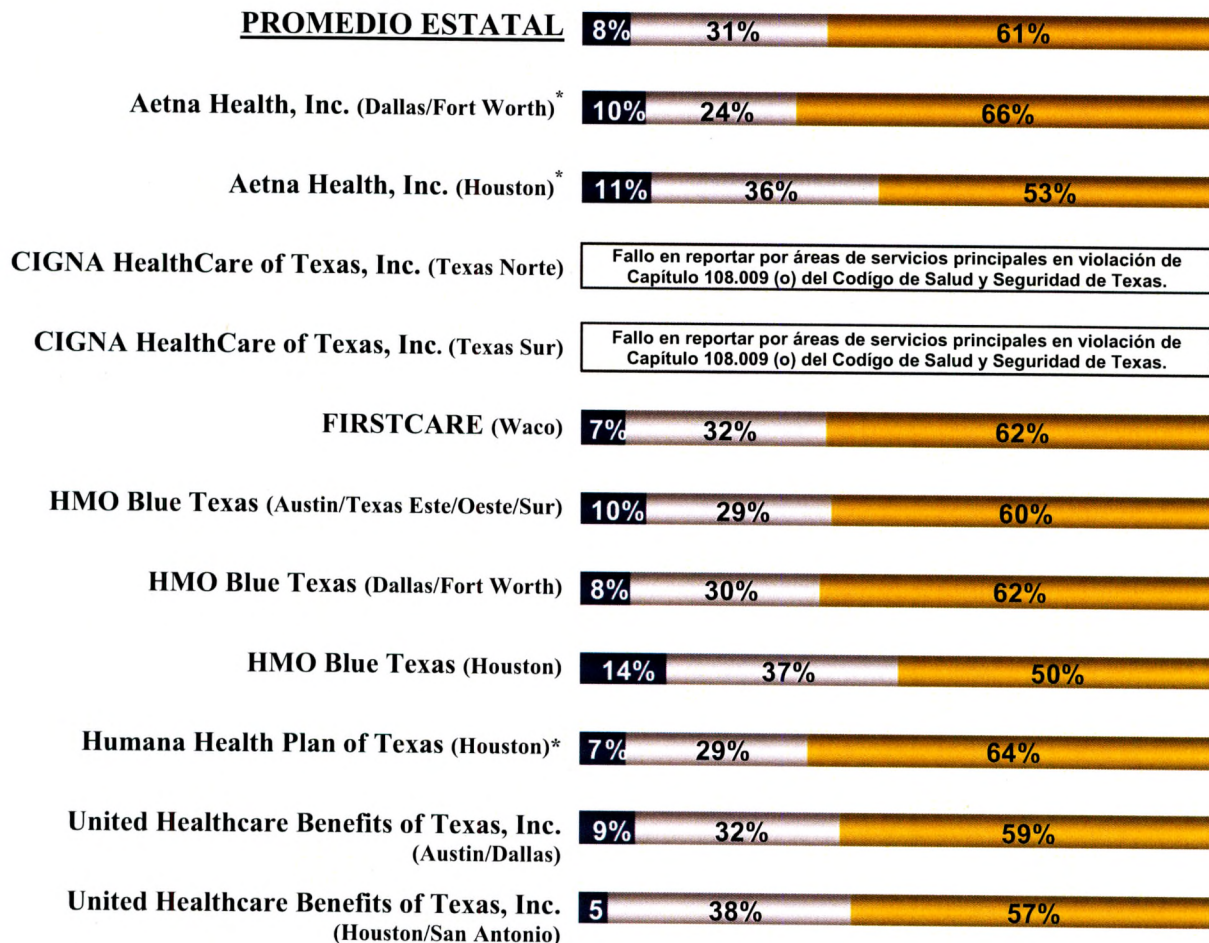 PROMEDIO ESTATAL 8% 31% 61%
Aetna Health, Inc. (Dallas/Fort Worth)* 10% 24% 66%
Aetna Health, Inc. (Houston)* 11% 36% 53%
CIGNA HealthCare of Texas, Inc. (Texas Norte)
Fallo en reportar por áreas de servicios principales en violación de
Capítulo 108.009 (o) del Codígo de Salud y Seguridad de Texas.
CIGNA HealthCare of Texas, Inc. (Texas Sur)
Fallo en reportar por áreas de servicios principales en violación de
Capítulo 108.009 (o) del Codígo de Salud y Seguridad de Texas.
FIRSTCARE (Waco) 7% 32% 62%
HMO Blue Texas (Austin/Texas Este/Oeste/Sur) 10% 29% 60%
HMO Blue Texas (Dallas/Fort Worth) 8% 30% 62%
HMO Blue Texas (Houston) 14% 37% 50%
Humana Health Plan of Texas (Houston)* 7% 29% 64%
United Healthcare Benefits of Texas, Inc. 9% 32% 59%
(Austin/Dallas)
United Healthcare Benefits of Texas, Inc. 5 38% 57%
(Houston/San Antonio)